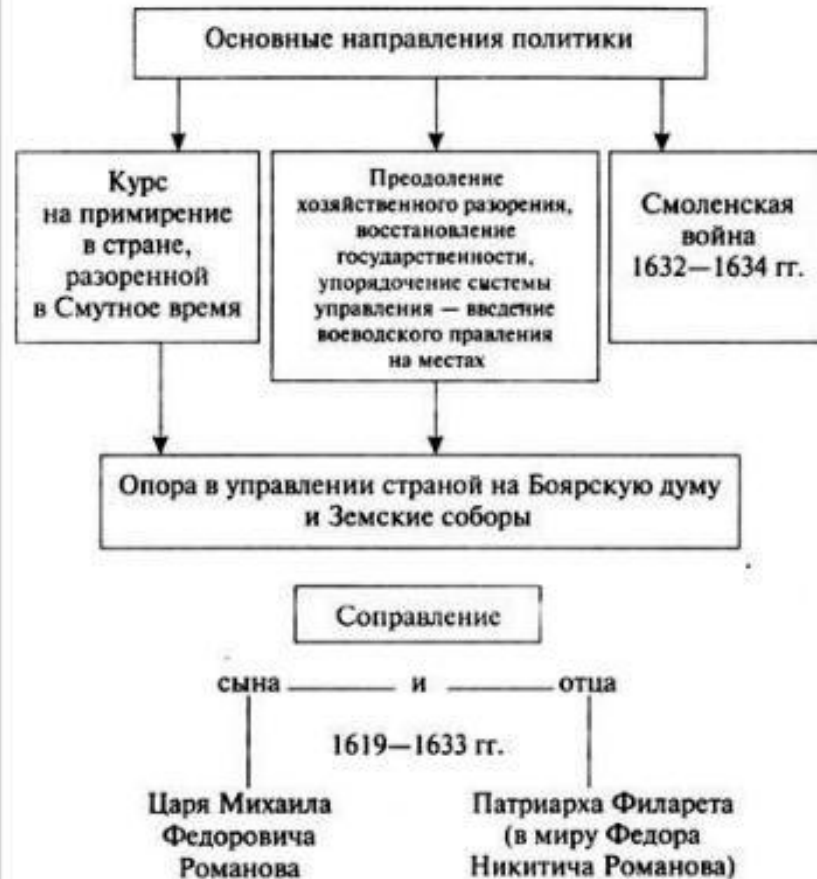 Основные направления политики
Курс
на примирение
в стране,
разоренной
в Смутное время
Преодоление
хозяйственного разорения,
восстановление
государственности,
упорядочение системы
управления — введение
воеводского правления
на местах
Смоленская
война
1632—1634 гг.
Опора в управлении страной на Боярскую думу
и Земские соборы
Соправление
сына и отца
1619—1633 гг.
Царя Михаила
Федоровича
Романова
Патриарха Филарета
(в миру Федора
Никитича Романова)